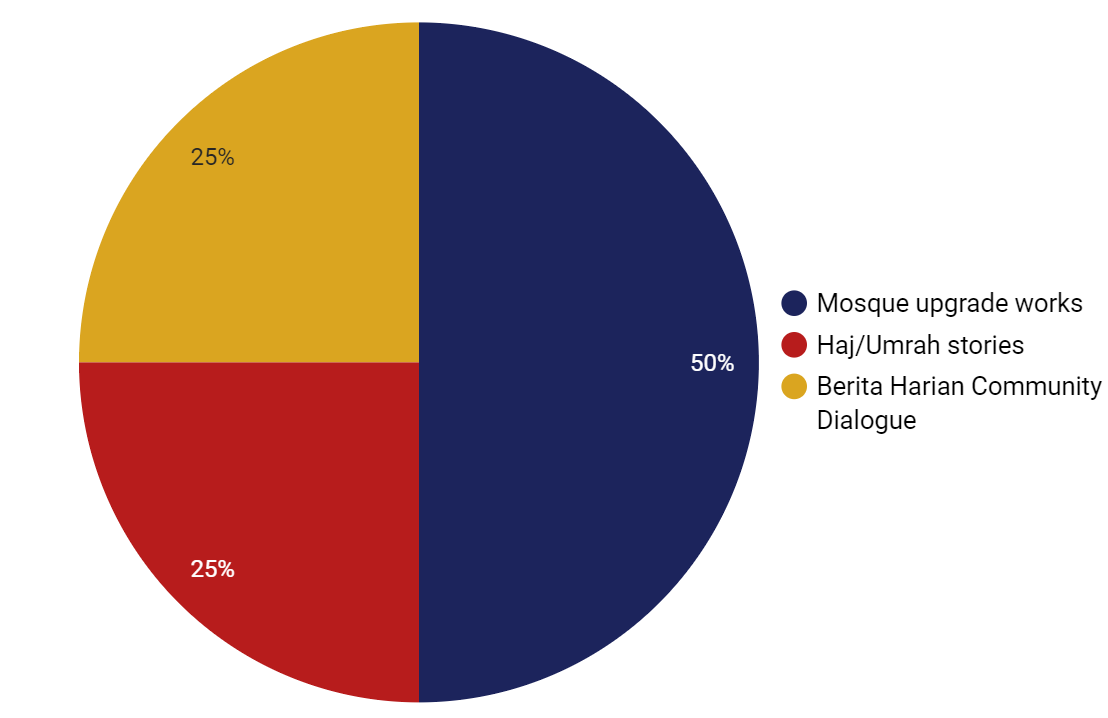 25%
50%
25%
Mosque upgrade works
Haj/Umrah stories
Berita Harian Community
Dialogue